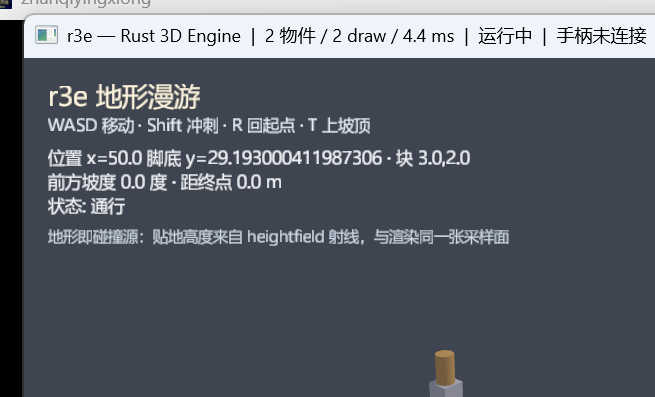 zhanqiyingxiong
r3e — Rust 3D Engine | 2 物件 / 2 draw / 4.4 ms | 运行中 | 手柄未连接
r3e 地形漫游
WASD 移动 · Shift 冲刺 · R 回起点 · T 上坡顶
位置 x=50.0 脚底 y=29.193000411987306 · 块 3.0,2.0
前方坡度 0.0 度 · 距终点 0.0 m
状态: 通行
地形即碰撞源：贴地高度来自 heightfield 射线，与渲染同一张采样面